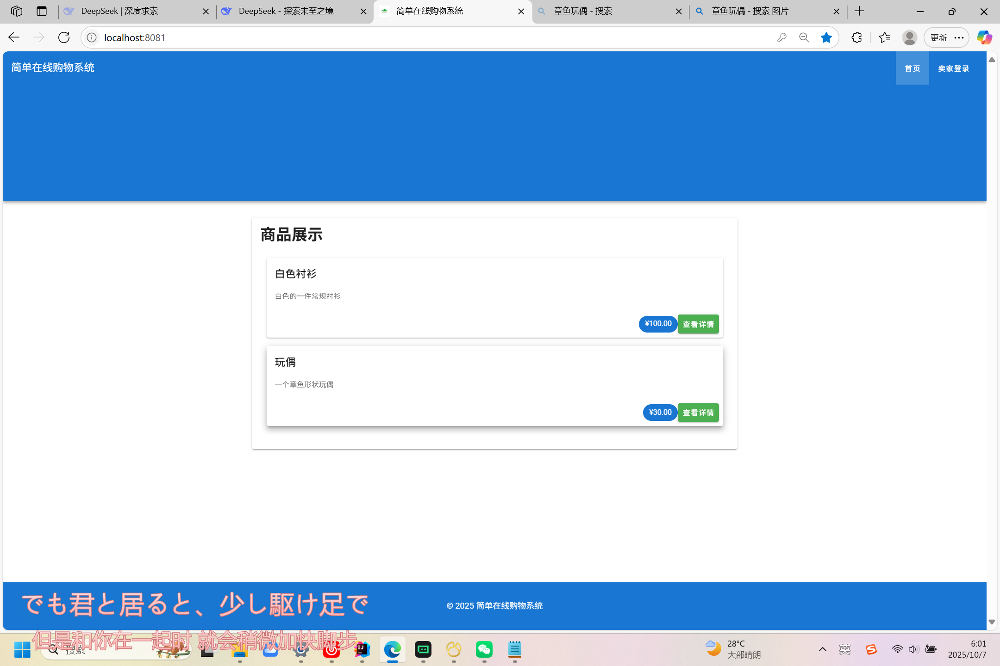 DeepSeek | 深度求索
DeepSeek - 探索未至之境
简单在线购物系统
章鱼玩偶 - 搜索
章鱼玩偶 - 搜索 图片
localhost:8081
更新
简单在线购物系统
首页
卖家登录
商品展示
白色衬衫
白色的一件常规衬衫
¥100.00
查看详情
玩偶
一个章鱼形状玩偶
¥30.00
查看详情
© 2025 简单在线购物系统
でも君と居ると、少し駆け足で
但是和你在一起时 就会稍微加快脚步
搜索
IJ
28°C
大部晴朗
英
6:01
2025/10/7